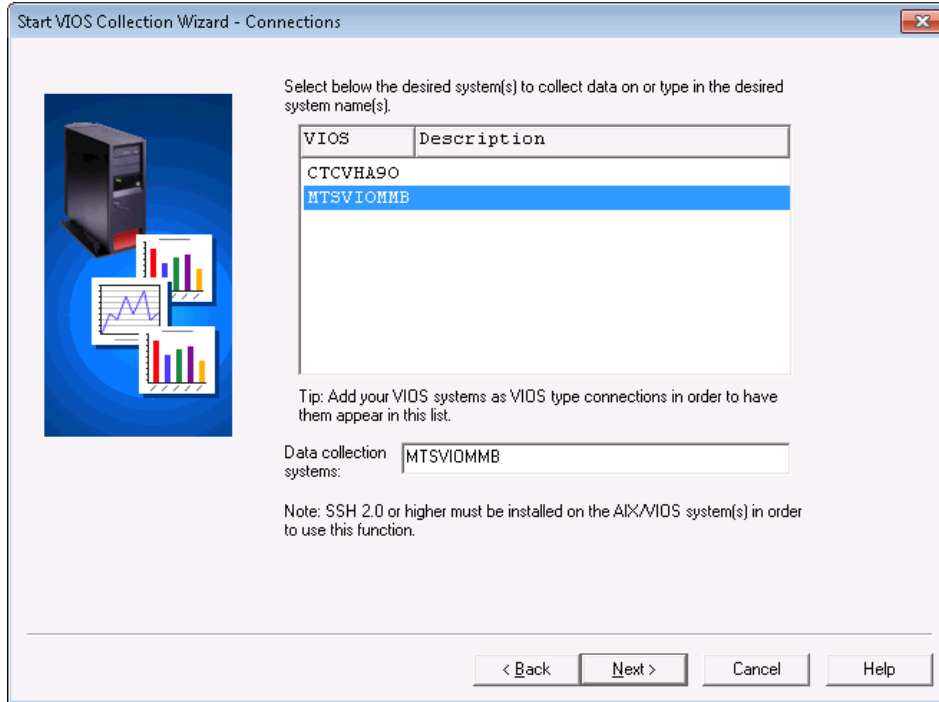 Start VIOS Collection Wizard - Connections
Select below the desired system(s) to collect data on or type in the desired
system name(s).
VIOS Description
CTCVHA9O
MTSVIOMMB
Tip: Add your VIOS systems as VIOS type connections in order to have
them appear in this list.
Data collection
systems:
MTSVIOMMB
Note: SSH 2.0 or higher must be installed on the AIX/VIOS system(s) in order
to use this function.
< Back Next > Cancel Help